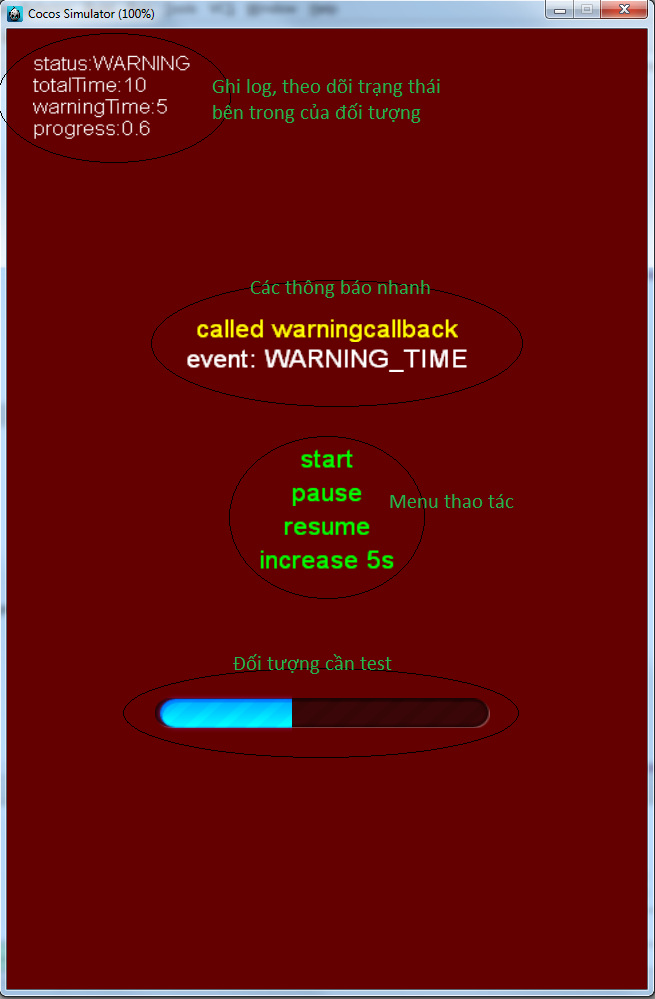 Cocos Simulator (100%)
status:WARNING
totalTime:10
warningTime:5
progress:0.6
Ghi log, theo dõi trạng thái
bên trong của đối tượng
Các thông báo nhanh
called warningcallback
event: WARNING_TIME
start
pause
resume
increase 5s
Menu thao tác
Đối tượng cần test